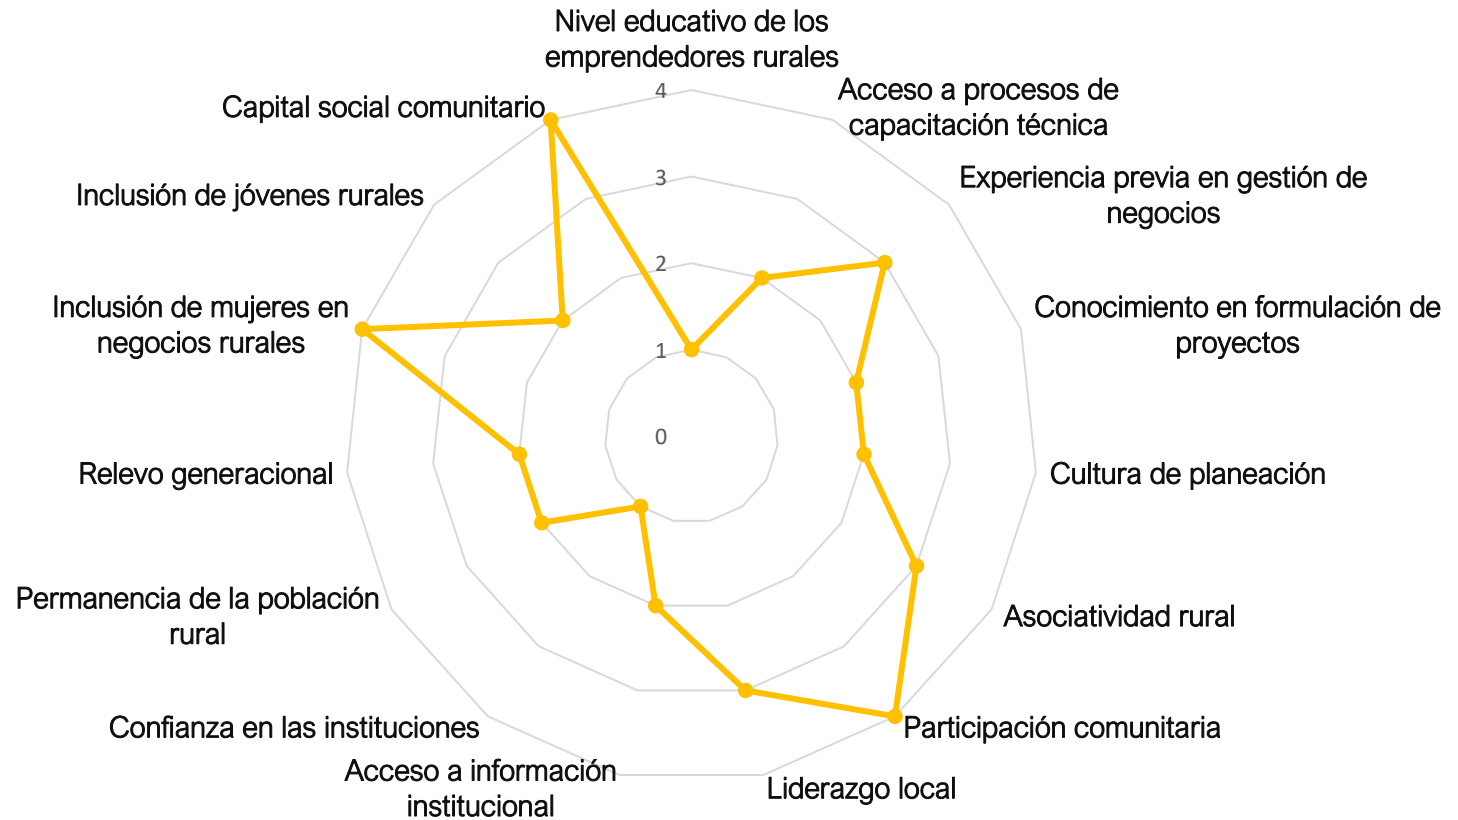 Nivel educativo de los
emprendedores rurales
Acceso a procesos de
capacitación técnica
Experiencia previa en gestión de
negocios
Conocimiento en formulación de
proyectos
Cultura de planeación
Asociatividad rural
Participación comunitaria
Liderazgo local
Acceso a información
institucional
Confianza en las instituciones
Permanencia de la población
rural
Relevo generacional
Inclusión de mujeres en
negocios rurales
Inclusión de jóvenes rurales
Capital social comunitario
4
3
2
1
0